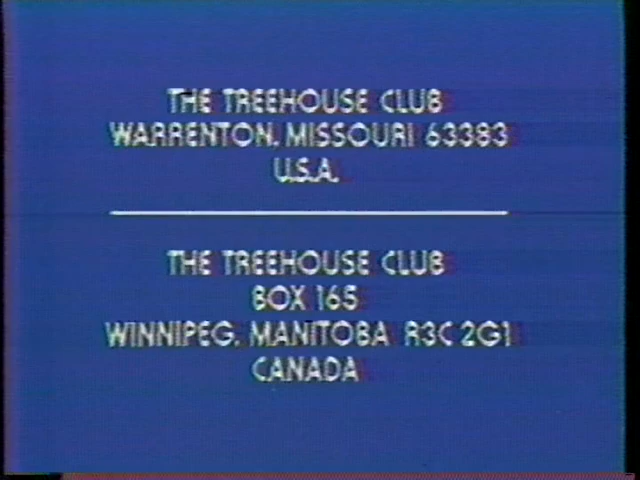 THE TREEHOUSE CLUB
WARRENTON, MISSOURI 63383
U.S.A.
THE TREEHOUSE CLUB
BOX 165
WINNIPEG, MANITOBA R3C 2G1
CANADA